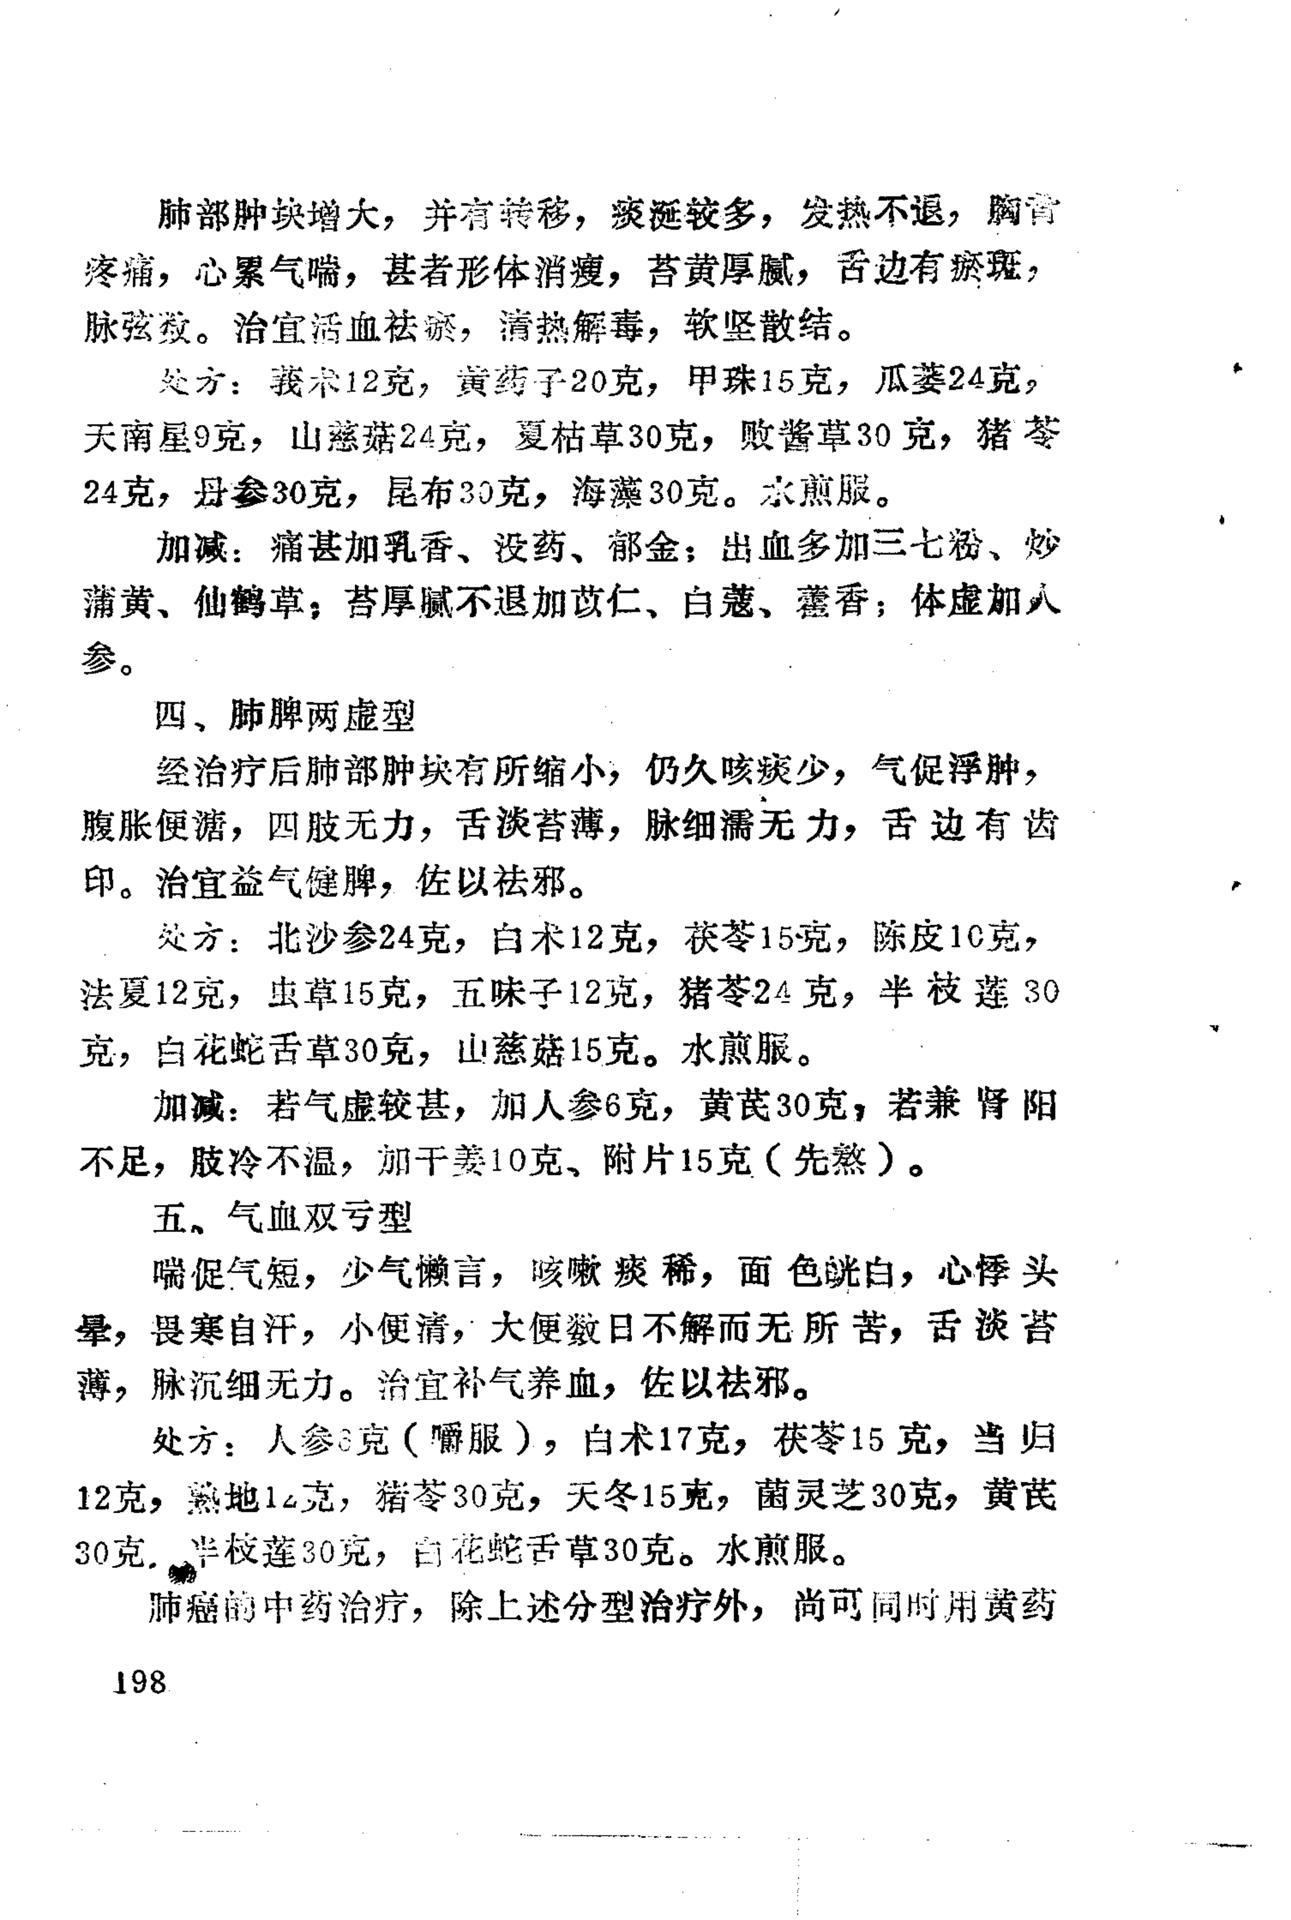 肺部肿块增大，并有转移，痰涎较多，发热不退，胸背
疼痛，心累气喘，甚者形体消瘦，苔黄厚腻，舌边有瘀斑，
脉弦数。治宜活血祛瘀，清热解毒，软坚散结。
处方：莪术12克，黄药子20克，甲珠15克，瓜蒌24克，
天南星9克，山慈菇24克，夏枯草30克，败酱草30克，猪苓
24克，丹参30克，昆布30克，海藻30克。水煎服。
加减：痛甚加乳香、没药、郁金；出血多加三七粉、炒
蒲黄、仙鹤草；苔厚腻不退加苡仁、白蔻、藿香；体虚加人
参。
四、肺脾两虚型
经治疗后肺部肿块有所缩小，仍久咳痰少，气促浮肿，
腹胀便溏，四肢无力，舌淡苔薄，脉细濡无力，舌边有齿
印。治宜益气健脾，佐以祛邪。
处方：北沙参24克，白术12克，茯苓15克，陈皮10克，
法夏12克，虫草15克，五味子12克，猪苓24克，半枝莲30
克，白花蛇舌草30克，山慈菇15克。水煎服。
加减：若气虚较甚，加人参6克，黄芪30克，若兼肾阳
不足，肢冷不温，加干姜10克、附片15克（先熬）。
五、气血双亏型
喘促气短，少气懒言，咳嗽痰稀，面色㿠白，心悸头
晕，畏寒自汗，小便清，大便数日不解而无所苦，舌淡苔
薄，脉沉细无力。治宜补气养血，佐以祛邪。
处方：人参克（嚼服），白术17克，茯苓15克，当归
12克，熟地12克，猪苓30克，天冬15克，菌灵芝30克，黄芪
30克．半枝莲30克，白花蛇舌草30克。水煎服。
肺癌的中药治疗，除上述分型治疗外，尚可同时用黄药
198